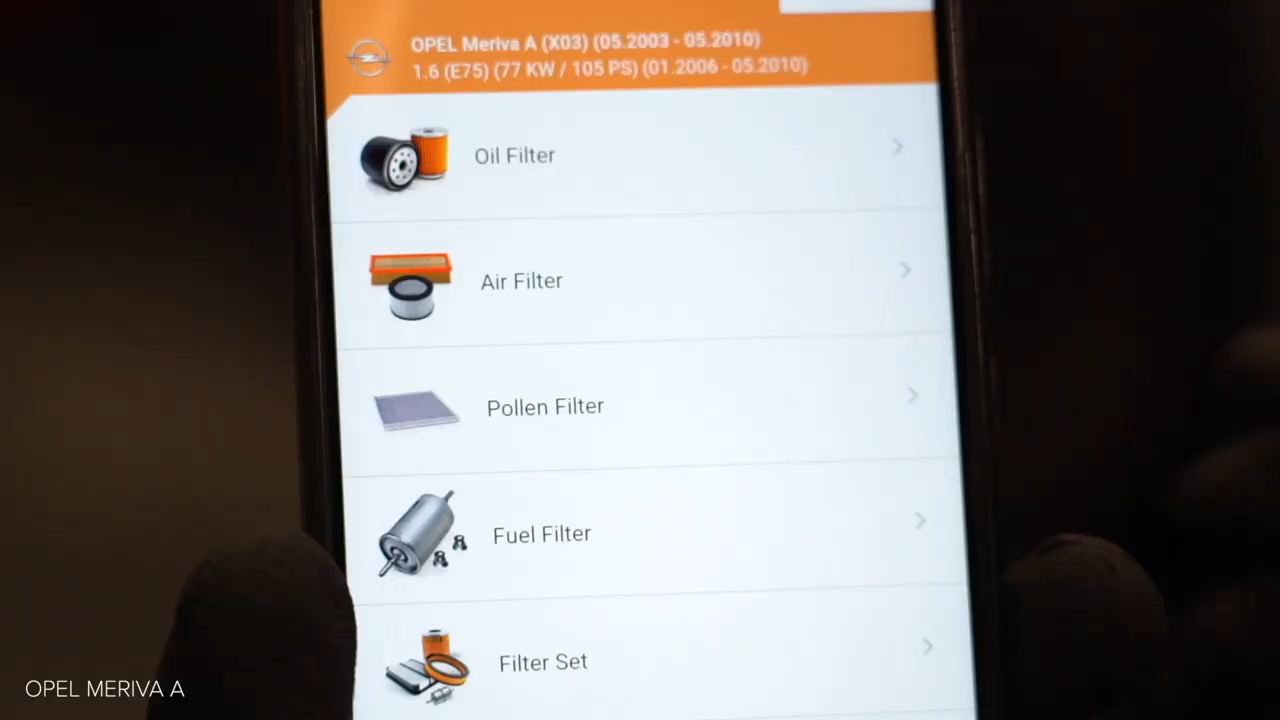 OPEL Meriva A (X03) (05.2003 - 05.2010)
1.6 (E75) (77 KW / 105 PS) (01.2006 - 05.2010)
Oil Filter
Air Filter
Pollen Filter
Fuel Filter
Filter Set
OPEL MERIVA A